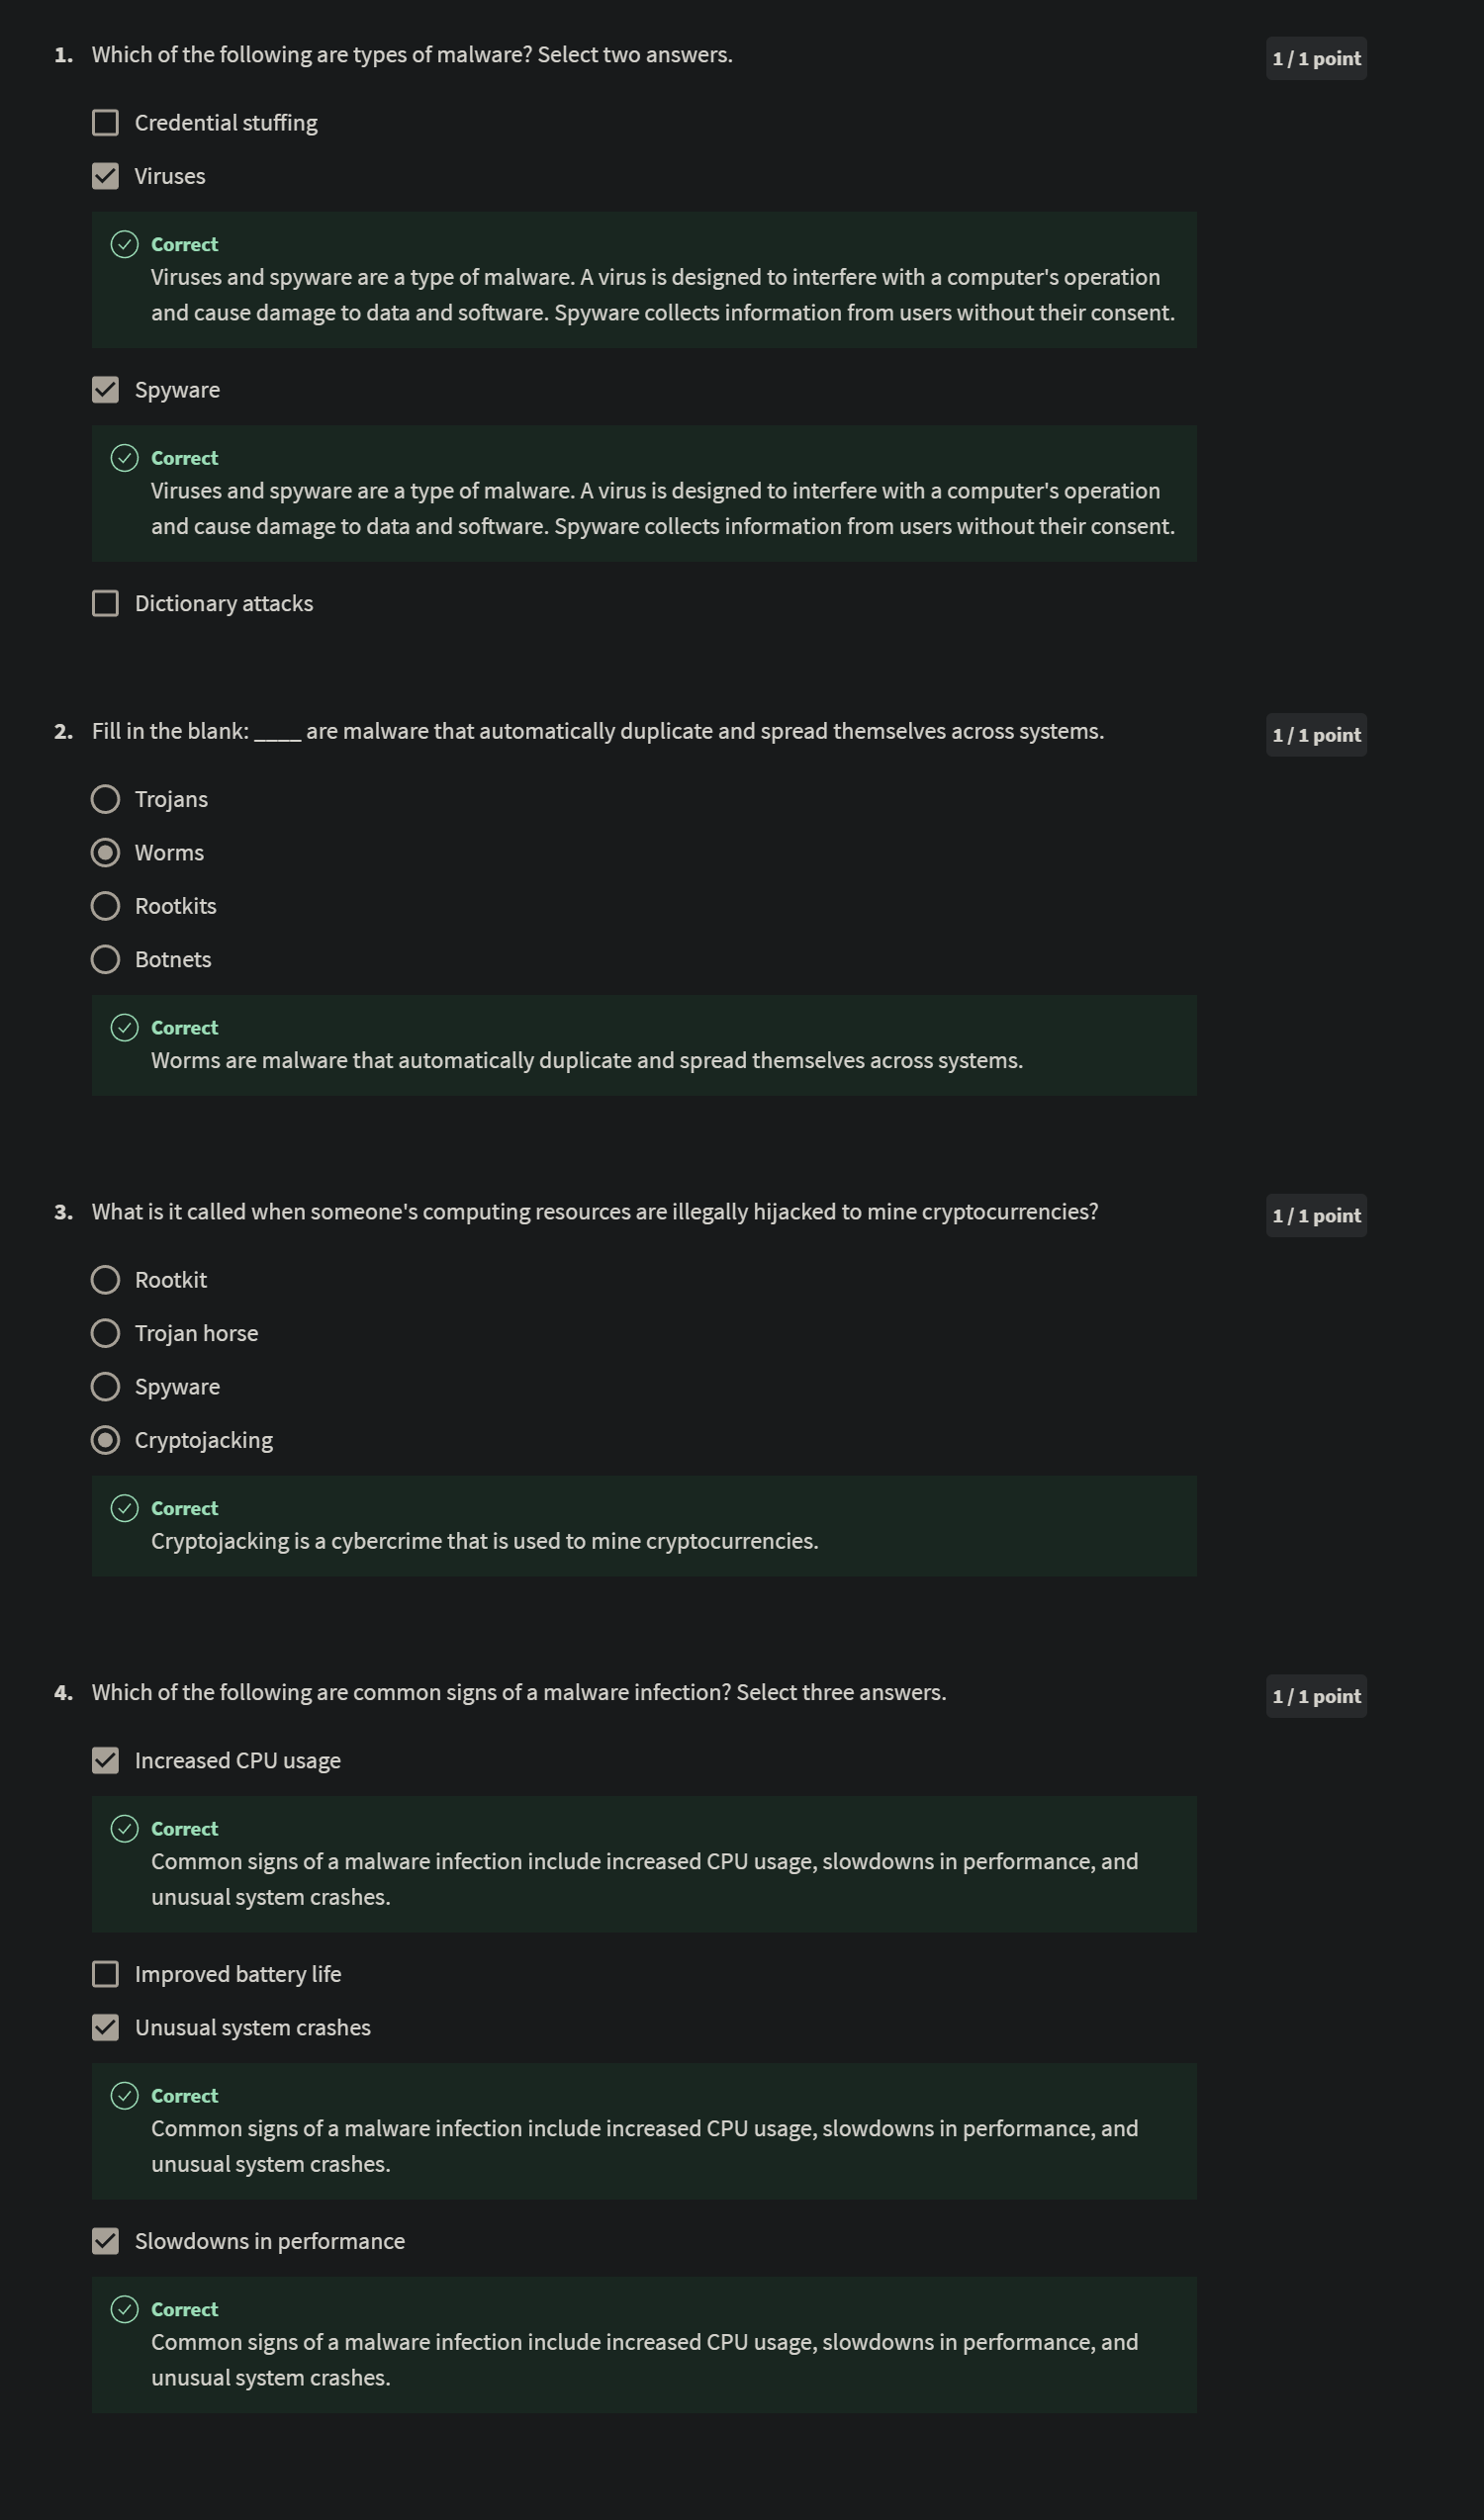 1. Which of the following are types of malware? Select two answers.
1 / 1 point
Credential stuffing
Viruses
Correct
Viruses and spyware are a type of malware. A virus is designed to interfere with a computer's operation
and cause damage to data and software. Spyware collects information from users without their consent.
Spyware
Correct
Viruses and spyware are a type of malware. A virus is designed to interfere with a computer's operation
and cause damage to data and software. Spyware collects information from users without their consent.
Dictionary attacks
2. Fill in the blank: ____ are malware that automatically duplicate and spread themselves across systems.
1 / 1 point
Trojans
Worms
Rootkits
Botnets
Correct
Worms are malware that automatically duplicate and spread themselves across systems.
3. What is it called when someone's computing resources are illegally hijacked to mine cryptocurrencies?
1 / 1 point
Rootkit
Trojan horse
Spyware
Cryptojacking
Correct
Cryptojacking is a cybercrime that is used to mine cryptocurrencies.
4. Which of the following are common signs of a malware infection? Select three answers.
1 / 1 point
Increased CPU usage
Correct
Common signs of a malware infection include increased CPU usage, slowdowns in performance, and
unusual system crashes.
Improved battery life
Unusual system crashes
Correct
Common signs of a malware infection include increased CPU usage, slowdowns in performance, and
unusual system crashes.
Slowdowns in performance
Correct
Common signs of a malware infection include increased CPU usage, slowdowns in performance, and
unusual system crashes.